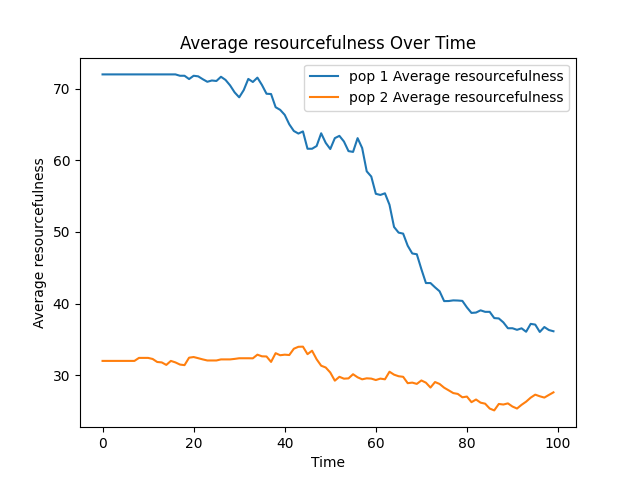 Average resourcefulness Over Time
pop 1 Average resourcefulness
pop 2 Average resourcefulness
Average resourcefulness
70
60
50
40
30
0 20 40 60 80 100
Time